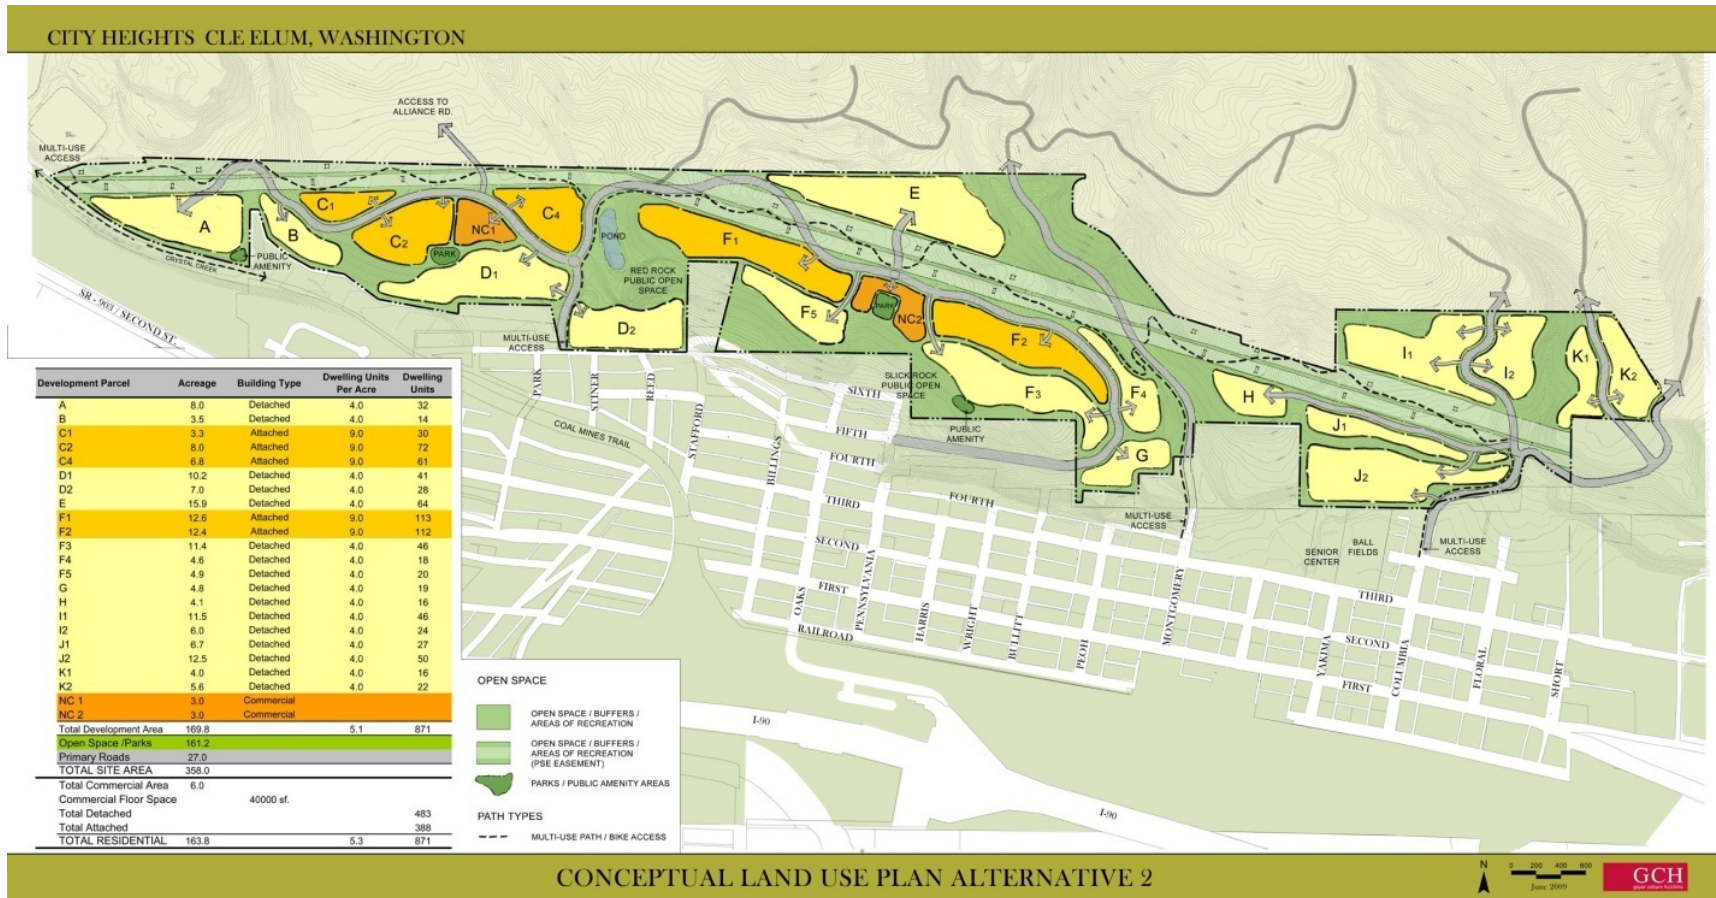 CITY HEIGHTS CLE ELUM, WASHINGTON
ACCESS TO
ALLIANCE RD.
MULTI-USE
ACCESS
A
B
C1
C2
NC1
C4
PARK
D1
PUBLIC
AMENITY
CRYSTAL CREEK
SR - 903 / SECOND ST.
POND
RED ROCK
PUBLIC OPEN
SPACE
D2
MULTI-USE
ACCESS
E
F1
F5
PARK
NC2
F2
F3
F4
G
SLICK ROCK
PUBLIC OPEN
SPACE
PUBLIC
AMENITY
H
I1
I2
J1
J2
K1
K2
MULTI-USE
ACCESS
SENIOR
CENTER
BALL
FIELDS
MULTI-USE
ACCESS
PARK
STINER
REED
STAFFORD
COAL MINES TRAIL
BILLINGS
SIXTH
FIFTH
FOURTH
FOURTH
THIRD
SECOND
FIRST
RAILROAD
OAKS
PENNSYLVANIA
HARRIS
WRIGHT
BULLITT
PEOH
MONTGOMERY
THIRD
SECOND
FIRST
YAKIMA
COLUMBIA
FLORAL
SHORT
I-90
I-90
Development Parcel Acreage Building Type Dwelling Units Per Acre Dwelling Units
A 8.0 Detached 4.0 32
B 3.5 Detached 4.0 14
C1 3.3 Attached 9.0 30
C2 8.0 Attached 9.0 72
C4 6.8 Attached 9.0 61
D1 10.2 Detached 4.0 41
D2 7.0 Detached 4.0 28
E 15.9 Detached 4.0 64
F1 12.6 Attached 9.0 113
F2 12.4 Attached 9.0 112
F3 11.4 Detached 4.0 46
F4 4.6 Detached 4.0 18
F5 4.9 Detached 4.0 20
G 4.8 Detached 4.0 19
H 4.1 Detached 4.0 16
I1 11.5 Detached 4.0 46
I2 6.0 Detached 4.0 24
J1 6.7 Detached 4.0 27
J2 12.5 Detached 4.0 50
K1 4.0 Detached 4.0 16
K2 5.6 Detached 4.0 22
NC 1 3.0 Commercial
NC 2 3.0 Commercial
Total Development Area 169.8 5.1 871
Open Space /Parks 161.2
Primary Roads 27.0
TOTAL SITE AREA 358.0
Total Commercial Area 6.0
Commercial Floor Space 40000 sf.
Total Detached 483
Total Attached 388
TOTAL RESIDENTIAL 163.8 5.3 871
OPEN SPACE
OPEN SPACE / BUFFERS /
AREAS OF RECREATION
OPEN SPACE / BUFFERS /
AREAS OF RECREATION
(PSE EASEMENT)
PARKS / PUBLIC AMENITY AREAS
PATH TYPES
MULTI-USE PATH / BIKE ACCESS
CONCEPTUAL LAND USE PLAN ALTERNATIVE 2
N
0 200 400 600
June 2009
GCH